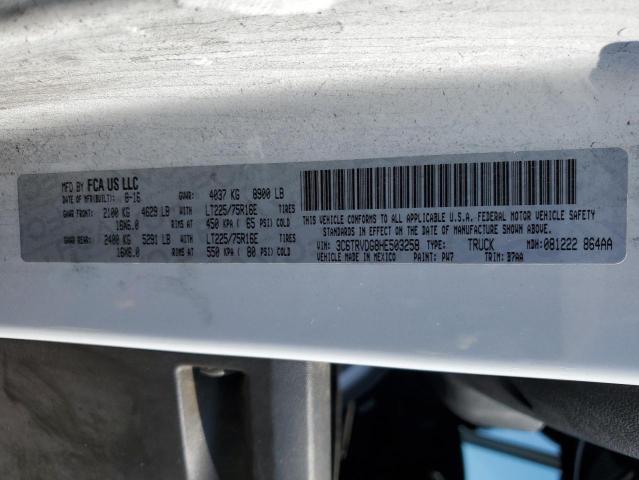 MFD BY FCA US LLC
DATE OF MFR(BUILT): 8-16 GVWR: 4037 KG 8900 LB
GAWR FRONT: 2100 KG 4629 LB WITH LT225/75R16E TIRES
16X6.0 RIMS AT 450 KPA ( 65 PSI) COLD
GAWR REAR: 2400 KG 5291 LB WITH LT225/75R16E TIRES
16X6.0 RIMS AT 550 KPA ( 80 PSI) COLD
THIS VEHICLE CONFORMS TO ALL APPLICABLE U.S.A. FEDERAL MOTOR VEHICLE SAFETY
STANDARDS IN EFFECT ON THE DATE OF MANUFACTURE SHOWN ABOVE.
VIN: 3C6TRVDG8HE503258 TYPE: TRUCK MDH: 081222 864AA
VEHICLE MADE IN MEXICO PAINT: PW7 TRIM: B7AA